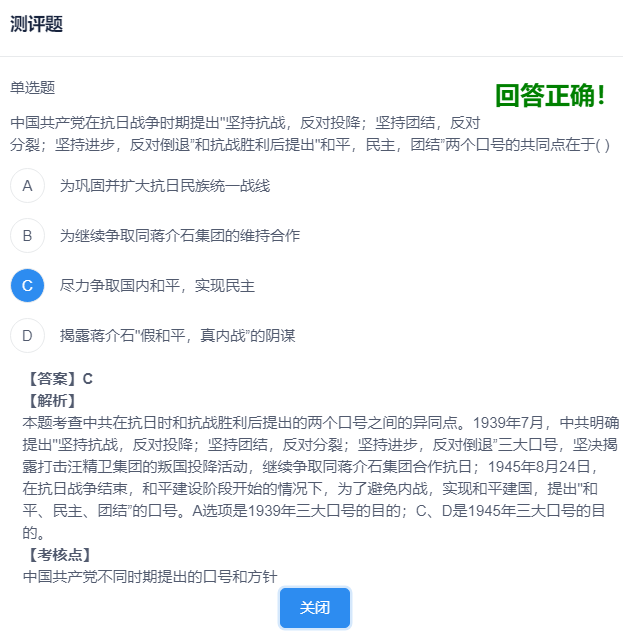 测评题
单选题
回答正确！
中国共产党在抗日战争时期提出"坚持抗战，反对投降；坚持团结，反对
分裂；坚持进步，反对倒退”和抗战胜利后提出"和平，民主，团结”两个口号的共同点在于( )
A 为巩固并扩大抗日民族统一战线
B 为继续争取同蒋介石集团的维持合作
C 尽力争取国内和平，实现民主
D 揭露蒋介石"假和平，真内战”的阴谋
【答案】C
【解析】
本题考查中共在抗日时和抗战胜利后提出的两个口号之间的异同点。1939年7月，中共明确
提出"坚持抗战，反对投降；坚持团结，反对分裂；坚持进步，反对倒退”三大口号，坚决揭
露打击汪精卫集团的叛国投降活动，继续争取同蒋介石集团合作抗日；1945年8月24日，
在抗日战争结束，和平建设阶段开始的情况下，为了避免内战，实现和平建国，提出"和
平、民主、团结”的口号。A选项是1939年三大口号的目的；C、D是1945年三大口号的目
的。
【考核点】
中国共产党不同时期提出的口号和方针
关闭